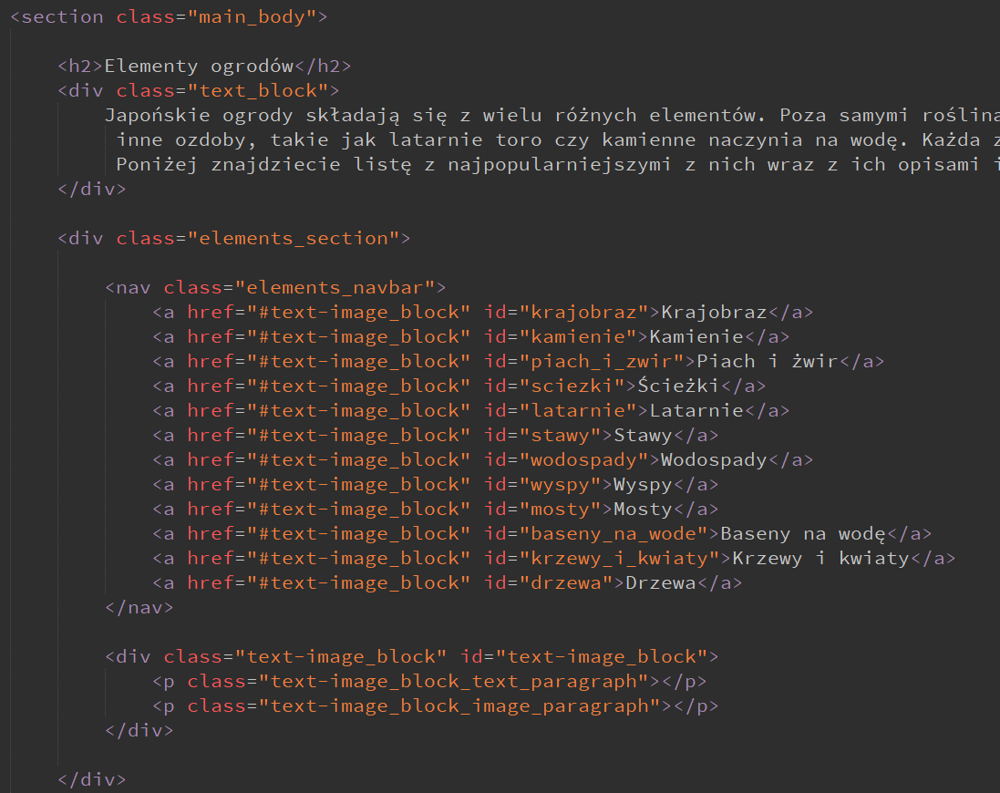 <section class="main_body">
<h2>Elementy ogrodów</h2>
<div class="text_block">
Japońskie ogrody składają się z wielu różnych elementów. Poza samymi
inne ozdoby, takie jak latarnie toro czy kamienne naczynia na wodę. Każda
Poniżej znajdziecie listę z najpopularniejszymi z nich wraz z ich opisami
</div>
<div class="elements_section">
<nav class="elements_navbar">
<a href="#text-image_block" id="krajobraz">Krajobraz</a>
<a href="#text-image_block" id="kamienie">Kamienie</a>
<a href="#text-image_block" id="piach_i_zwir">Piach i żwir</a>
<a href="#text-image_block" id="sciezki">Ścieżki</a>
<a href="#text-image_block" id="latarnie">Latarnie</a>
<a href="#text-image_block" id="stawy">Stawy</a>
<a href="#text-image_block" id="wodospady">Wodospady</a>
<a href="#text-image_block" id="wyspy">Wyspy</a>
<a href="#text-image_block" id="mosty">Mosty</a>
<a href="#text-image_block" id="baseny_na_wode">Baseny na wodę</a>
<a href="#text-image_block" id="krzewy_i_kwiaty">Krzewy i kwiaty</a>
<a href="#text-image_block" id="drzewa">Drzewa</a>
</nav>
<div class="text-image_block" id="text-image_block">
<p class="text-image_block_text_paragraph"></p>
<p class="text-image_block_image_paragraph"></p>
</div>
</div>